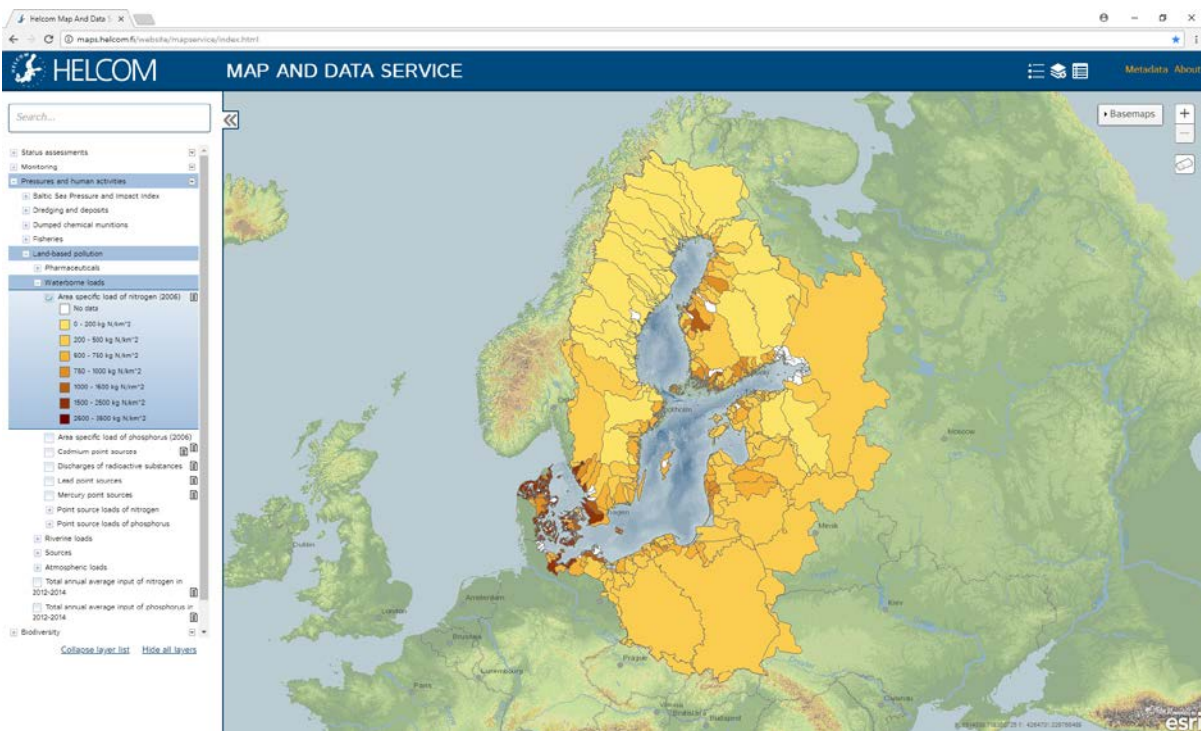 Helcom Map And Data S
maps.helcom.fi/website/mapservice/index.html
HELCOM
MAP AND DATA SERVICE
Metadata About
Search...
Basemaps
Status assessments
Monitoring
Pressures and human activities
Baltic Sea Pressure and Impact Index
Dredging and deposits
Dumped chemical munitions
Fisheries
Land-based pollution
Pharmaceuticals
Waterborne loads
Area specific load of nitrogen (2006)
No data
0 - 200 kg N/km^2
200 - 500 kg N/km^2
500 - 750 kg N/km^2
750 - 1000 kg N/km^2
1000 - 1500 kg N/km^2
1500 - 2500 kg N/km^2
2500 - 3500 kg N/km^2
Area specific load of phosphorus (2006)
Cadmium point sources
Discharges of radioactive substances
Lead point sources
Mercury point sources
Point source loads of nitrogen
Point source loads of phosphorus
Riverine loads
Sources
Atmospheric loads
Total annual average input of nitrogen in
2012-2014
Total annual average input of phosphorus in
2012-2014
Biodiversity
Collapse layer list Hide all layers
Moscow
Minsk
Dublin
London
Amsterdam
Brussels
Luxembourg
Paris
Prague
Kiev
Vienna
Bratislava
Budapest
Chisinau
esri